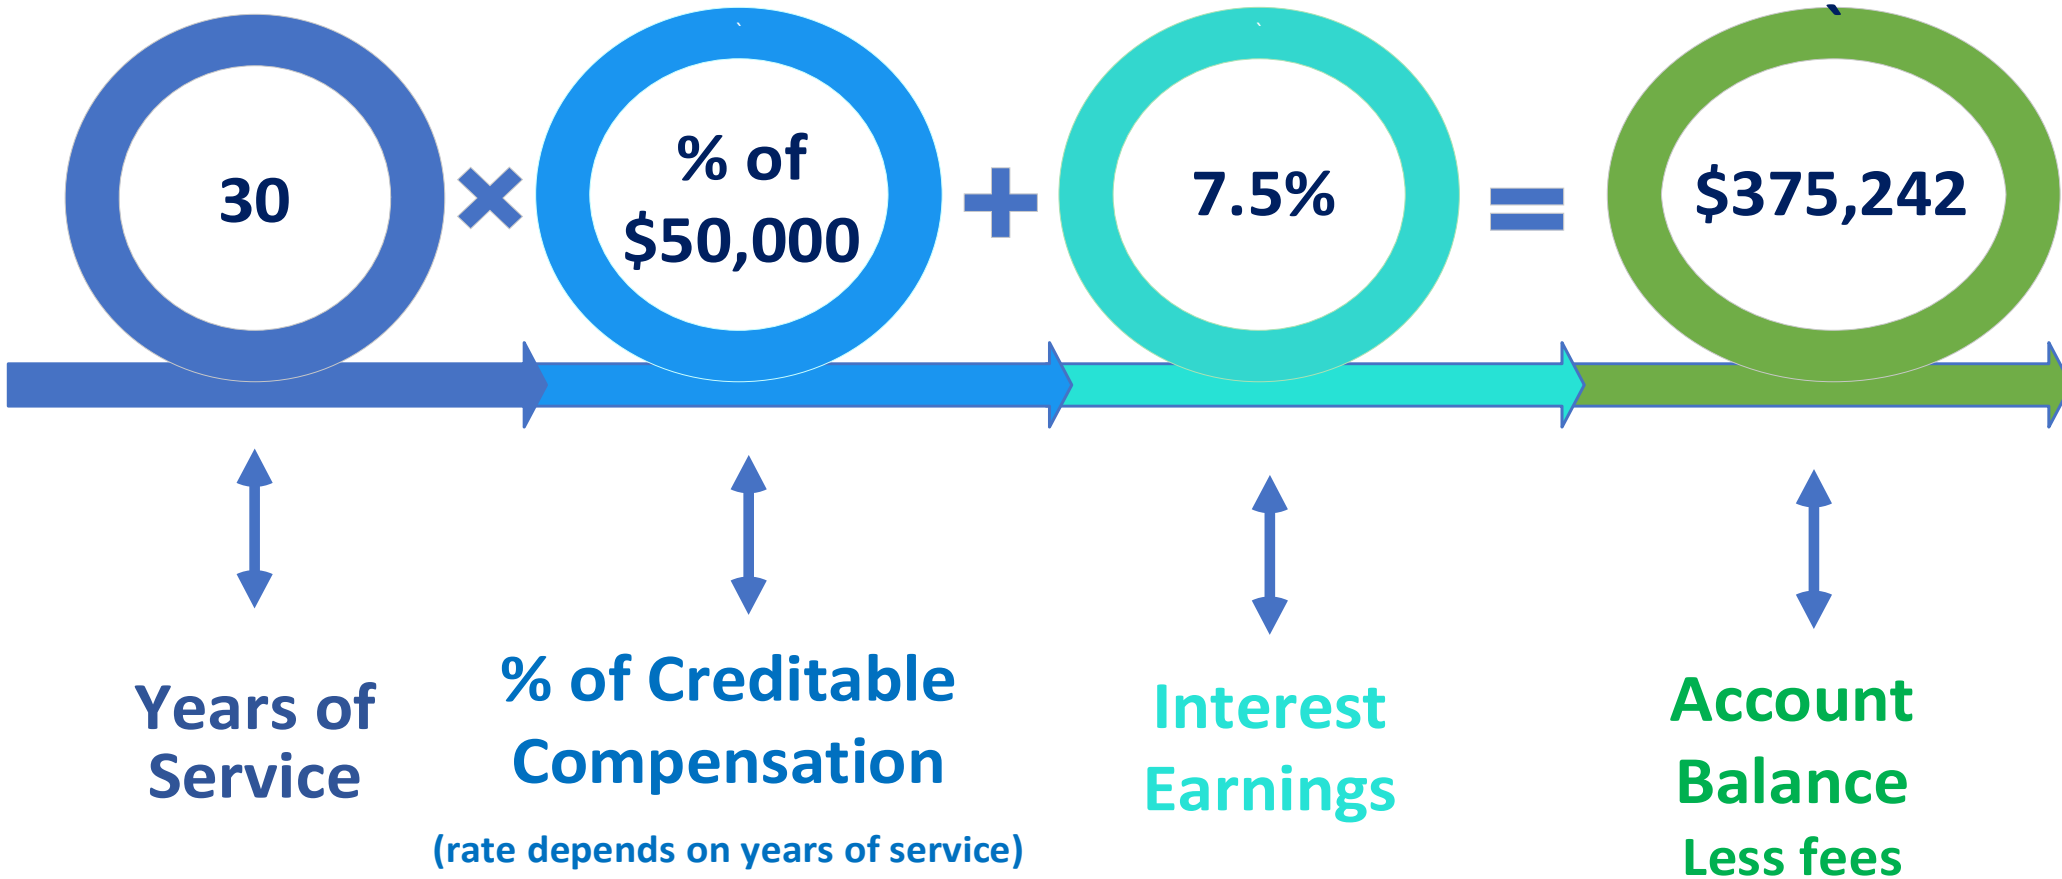 30
% of
$50,000
7.5%
$375,242
Years of
Service
% of Creditable
Compensation
(rate depends on years of service)
Interest
Earnings
Account
Balance
Less fees